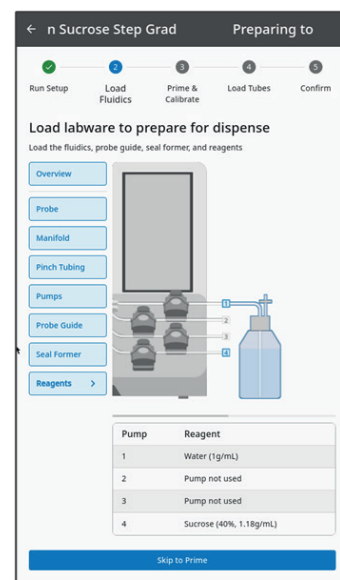 ← n Sucrose Step Grad Preparing to
2 3 4 5
Run Setup Load Fluidics Prime & Calibrate Load Tubes Confirm
Load labware to prepare for dispense
Load the fluidics, probe guide, seal former, and reagents
Overview
Probe
Manifold
Pinch Tubing
Pumps
Probe Guide
Seal Former
Reagents >
1
2
3
4
Pump Reagent
1 Water (1g/mL)
2 Pump not used
3 Pump not used
4 Sucrose (40%, 1.18g/mL)
Skip to Prime